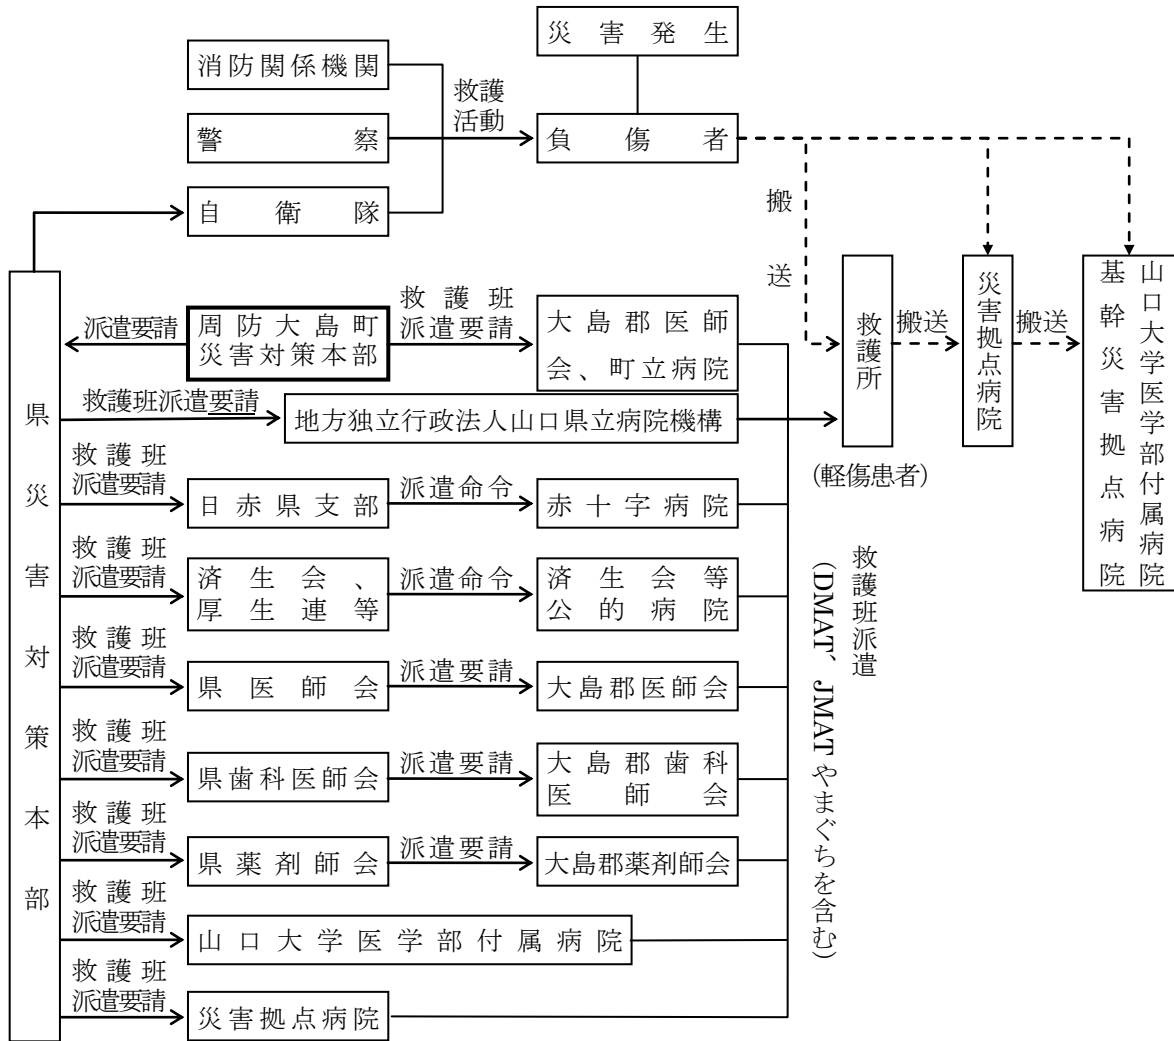 災害発生
消防関係機関
救護
活動
警察
負傷者
自衛隊
搬送
県災害対策本部
派遣要請
周防大島町
災害対策本部
救護班
派遣要請
大島郡医師
会、町立病院
救護所
搬送
災害拠点病院
搬送
山口大学医学部付属病院
基幹災害拠点病院
救護班派遣要請
地方独立行政法人山口県立病院機構
(軽傷患者)
救護班
派遣要請
日赤県支部
派遣命令
赤十字病院
救護班
派遣要請
済生会、
厚生連等
派遣命令
済生会等
公的病院
救護班派遣
(DMAT、JMATやまぐちを含む)
救護班
派遣要請
県医師会
派遣要請
大島郡医師会
救護班
派遣要請
県歯科医師会
派遣要請
大島郡歯科
医師会
救護班
派遣要請
県薬剤師会
派遣要請
大島郡薬剤師会
救護班
派遣要請
山口大学医学部付属病院
救護班
派遣要請
災害拠点病院